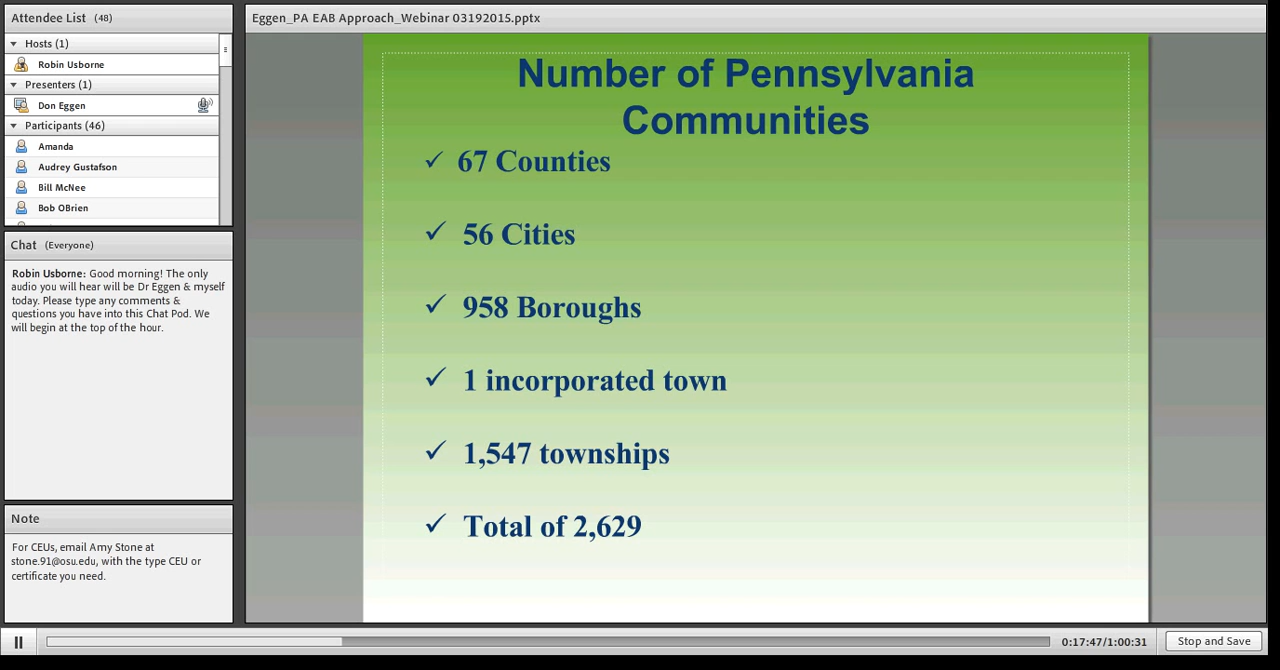 Attendee List (48)
Hosts (1)
Robin Usborne
Presenters (1)
Don Eggen
Participants (46)
Amanda
Audrey Gustafson
Bill McNee
Bob OBrien
Chat (Everyone)
Robin Usborne: Good morning! The only
audio you will hear will be Dr Eggen & myself
today. Please type any comments &
questions you have into this Chat Pod. We
will begin at the top of the hour.
Note
For CEUs, email Amy Stone at
stone.91@osu.edu, with the type CEU or
certificate you need.
Eggen_PA EAB Approach_Webinar 03192015.pptx
Number of Pennsylvania
Communities
✓ 67 Counties
✓ 56 Cities
✓ 958 Boroughs
✓ 1 incorporated town
✓ 1,547 townships
✓ Total of 2,629
0:17:47/1:00:31
Stop and Save